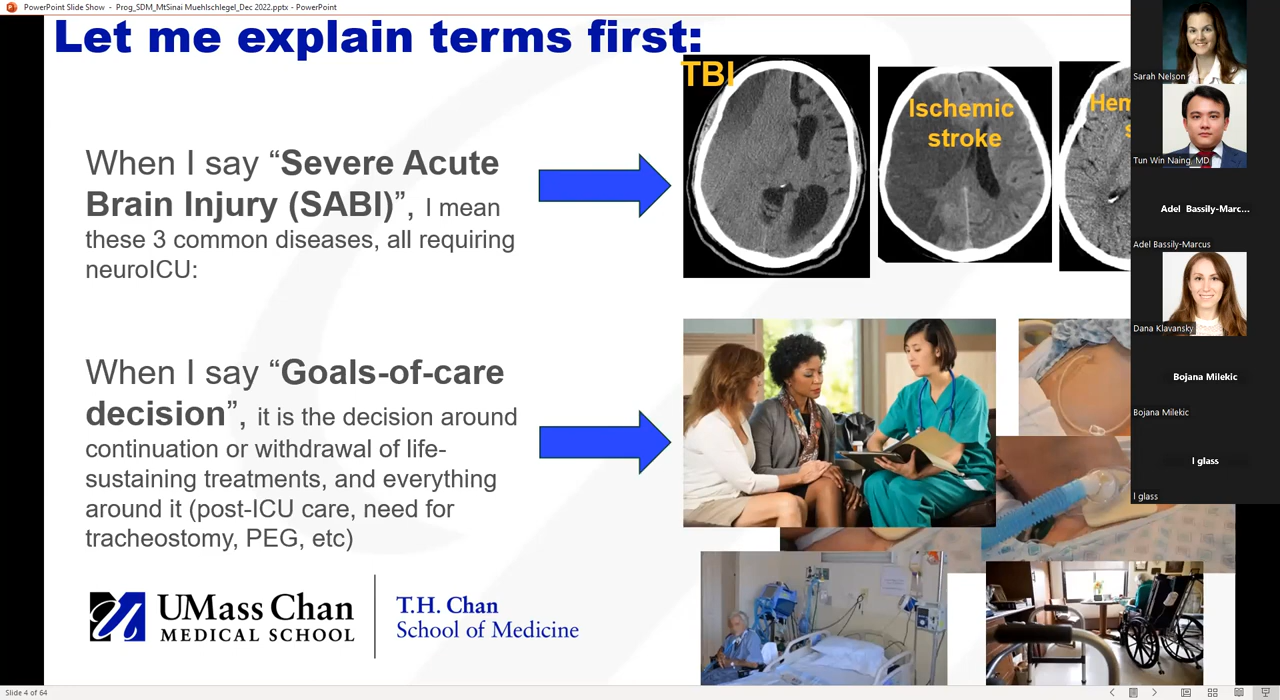 PowerPoint Slide Show - Prog_SDM_MtSinai Muehlschlegel_Dec 2022.pptx - PowerPoint
Let me explain terms first:
When I say “Severe Acute
Brain Injury (SABI)”, I mean
these 3 common diseases, all requiring
neuroICU:
TBI
Ischemic
stroke
Hem
s
When I say “Goals-of-care
decision”, it is the decision around
continuation or withdrawal of life-
sustaining treatments, and everything
around it (post-ICU care, need for
tracheostomy, PEG, etc)
UMass Chan
MEDICAL SCHOOL
T.H. Chan
School of Medicine
Sarah Nelson
Tun Win Naing, MD
Adel Bassily-Marc...
Adel Bassily-Marcus
Dana Klavansky
Bojana Milekic
Bojana Milekic
I glass
I glass
Slide 4 of 64